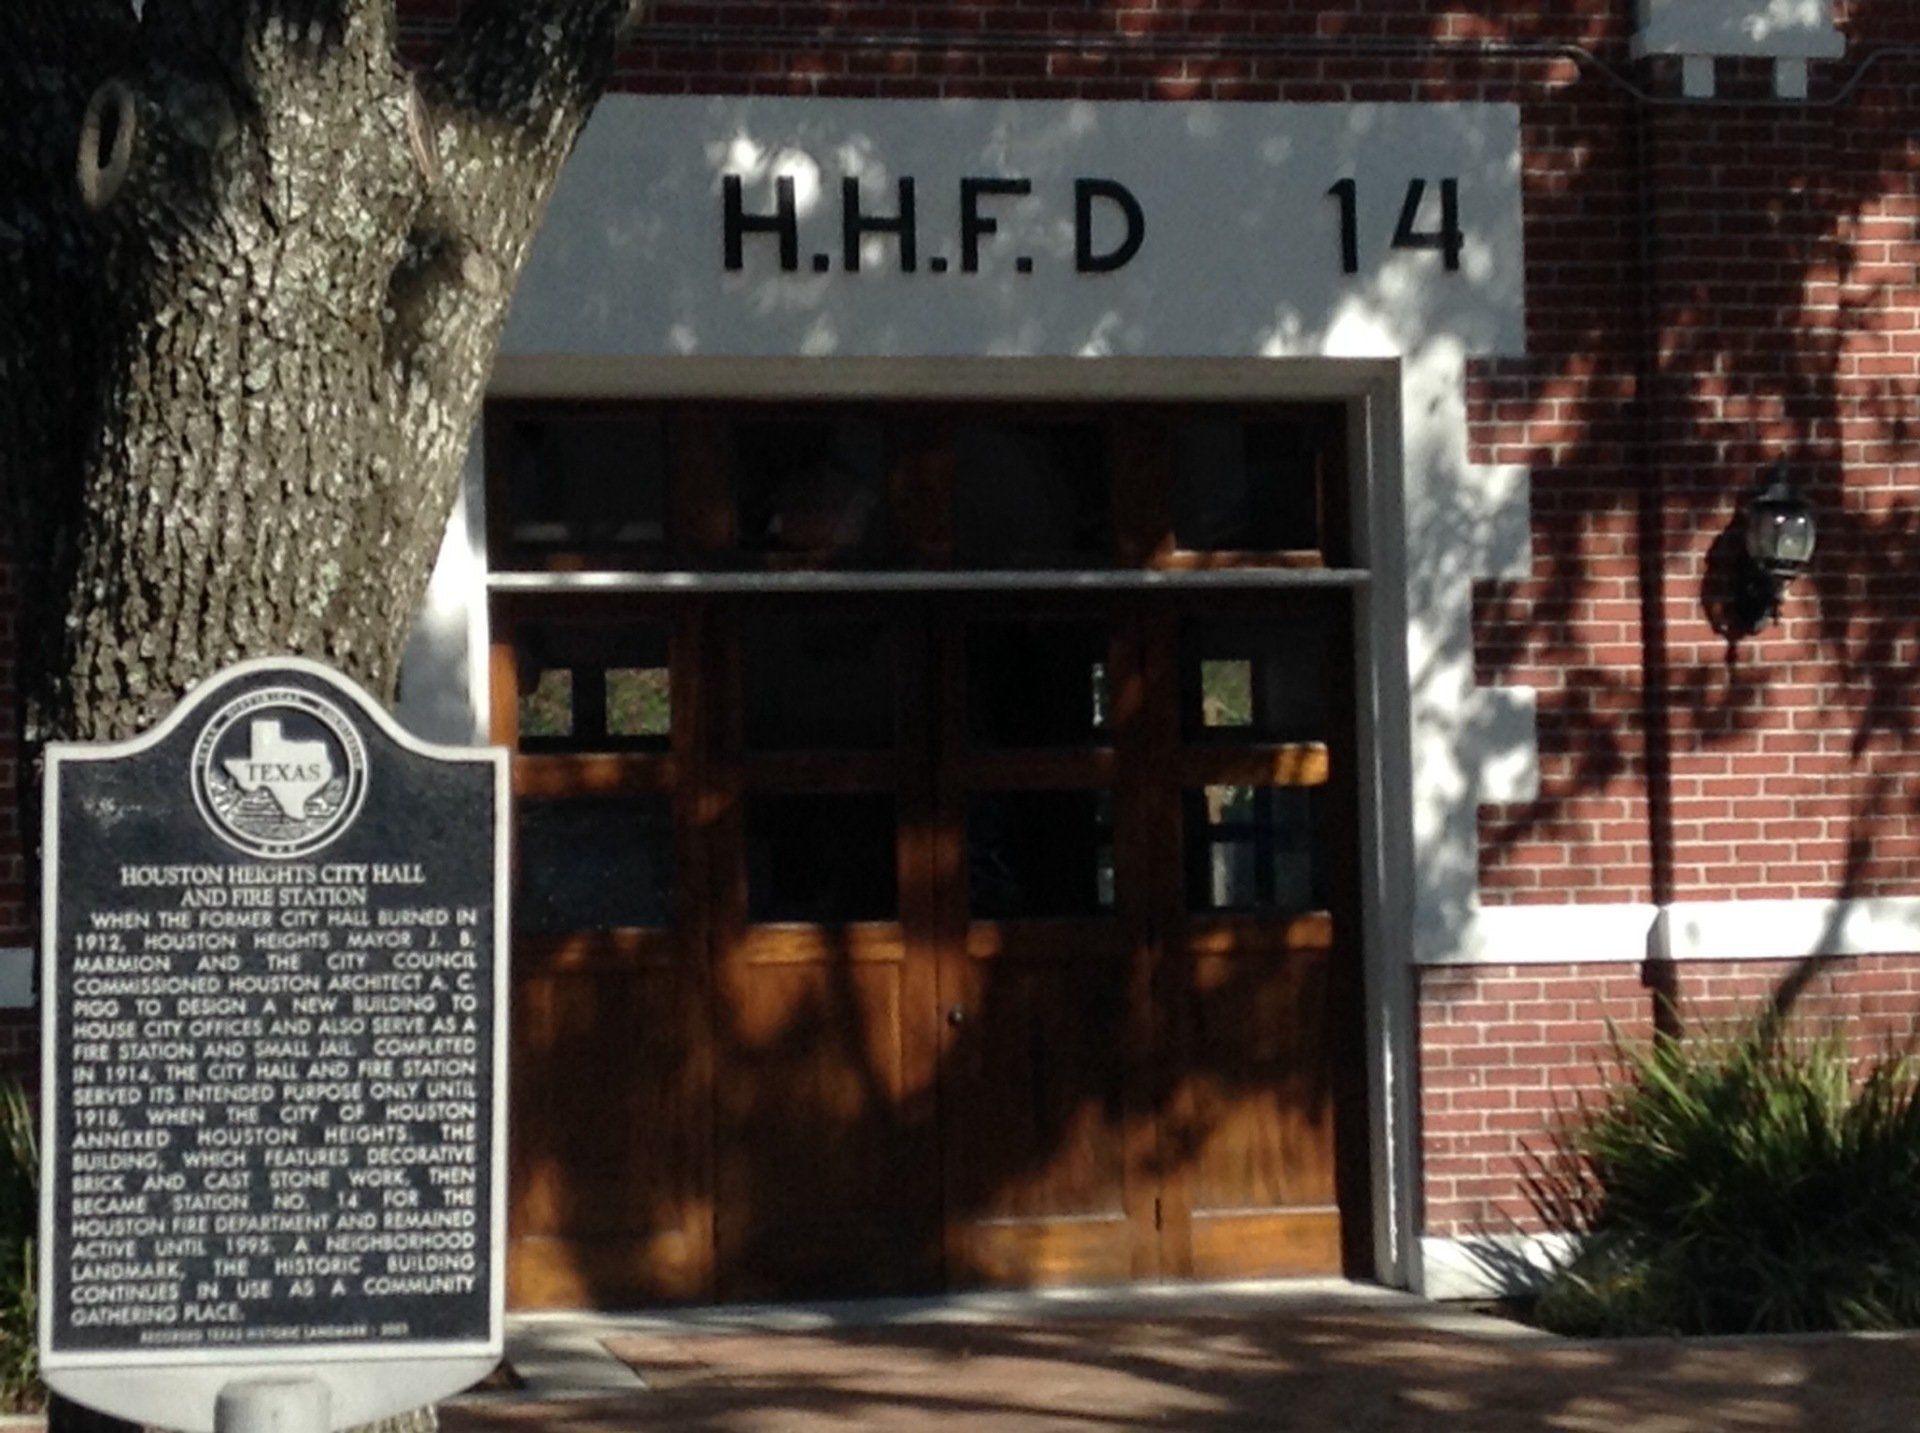 H.H.F.D 14
TEXAS
HOUSTON HEIGHTS CITY HALL
AND FIRE STATION
WHEN THE FORMER CITY HALL BURNED IN
1912, HOUSTON HEIGHTS MAYOR J. B.
MARMION AND THE CITY COUNCIL
COMMISSIONED HOUSTON ARCHITECT A. C.
PIGG TO DESIGN A NEW BUILDING TO
HOUSE CITY OFFICES AND ALSO SERVE AS A
FIRE STATION AND SMALL JAIL. COMPLETED
IN 1914, THE CITY HALL AND FIRE STATION
SERVED ITS INTENDED PURPOSE ONLY UNTIL
1918, WHEN THE CITY OF HOUSTON
ANNEXED HOUSTON HEIGHTS. THE
BUILDING, WHICH FEATURES DECORATIVE
BRICK AND CAST STONE WORK, THEN
BECAME STATION NO. 14 FOR THE
HOUSTON FIRE DEPARTMENT AND REMAINED
ACTIVE UNTIL 1995. A NEIGHBORHOOD
LANDMARK, THE HISTORIC BUILDING
CONTINUES IN USE AS A COMMUNITY
GATHERING PLACE.
RECORDED TEXAS HISTORIC LANDMARK